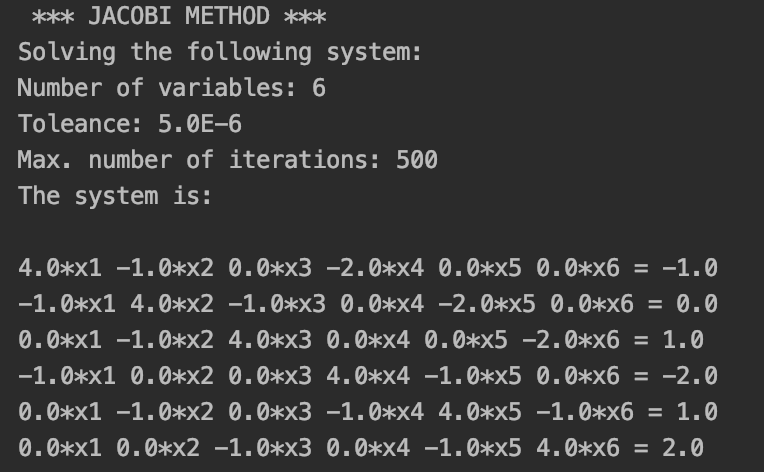 *** JACOBI METHOD ***
Solving the following system:
Number of variables: 6
Toleance: 5.0E-6
Max. number of iterations: 500
The system is:
4.0*x1 -1.0*x2 0.0*x3 -2.0*x4 0.0*x5 0.0*x6 = -1.0
-1.0*x1 4.0*x2 -1.0*x3 0.0*x4 -2.0*x5 0.0*x6 = 0.0
0.0*x1 -1.0*x2 4.0*x3 0.0*x4 0.0*x5 -2.0*x6 = 1.0
-1.0*x1 0.0*x2 0.0*x3 4.0*x4 -1.0*x5 0.0*x6 = -2.0
0.0*x1 -1.0*x2 0.0*x3 -1.0*x4 4.0*x5 -1.0*x6 = 1.0
0.0*x1 0.0*x2 -1.0*x3 0.0*x4 -1.0*x5 4.0*x6 = 2.0